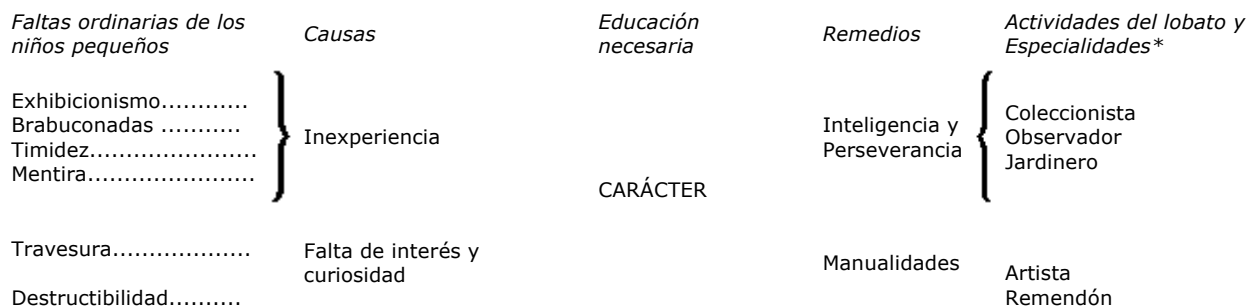 Faltas ordinarias de los
niños pequeños
Causas
Educación
necesaria
Remedios
Actividades del lobato y
Especialidades*
Exhibicionismo............
Brabuconadas ...........
Timidez.......................
Mentira.......................
Inexperiencia
CARÁCTER
Inteligencia y
Perseverancia
Coleccionista
Observador
Jardinero
Travesura...................
Destructibilidad..........
Falta de interés y
curiosidad
Manualidades
Artista
Remendón